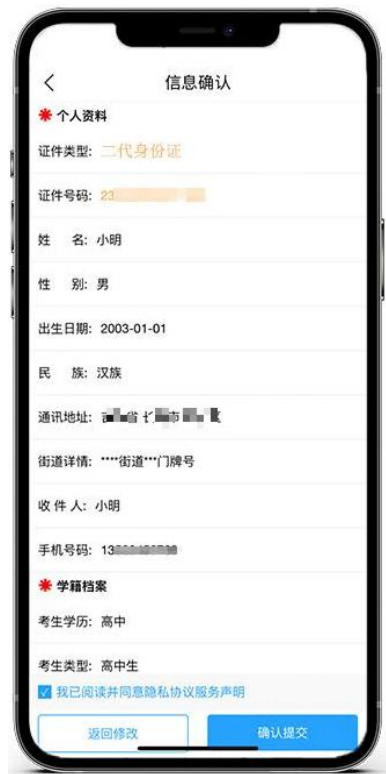 信息确认
个人资料
证件类型: 二代身份证
证件号码: 23
姓 名: 小明
性 别: 男
出生日期: 2003-01-01
民 族: 汉族
通讯地址: 省 市 区
街道详情: ****街道***门牌号
收 件 人: 小明
手机号码: 13
学籍档案
考生学历: 高中
考生类型: 高中生
我已阅读并同意隐私协议服务声明
返回修改 确认提交